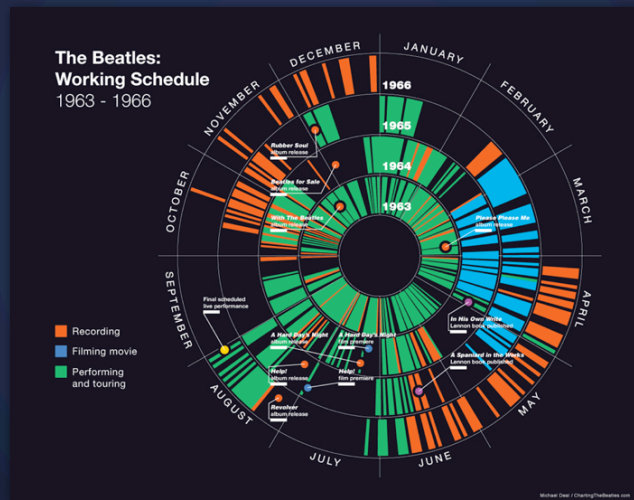 The Beatles:
Working Schedule
1963 - 1966
DECEMBER
JANUARY
NOVEMBER
FEBRUARY
OCTOBER
MARCH
SEPTEMBER
APRIL
AUGUST
MAY
JULY
JUNE
1966
1965
1964
1963
Rubber Soul
album release
Beatles for Sale
album release
With The Beatles
album release
Please Please Me
album release
Final scheduled
live performance
In His Own Write
Lennon book published
A Spaniard in the Works
Lennon book published
A Hard Day's Night
album release
A Hard Day's Night
film premiere
Help!
album release
Help!
film premiere
Revolver
album release
Recording
Filming movie
Performing
and touring
Michael Deal / ChartingTheBeatles.com